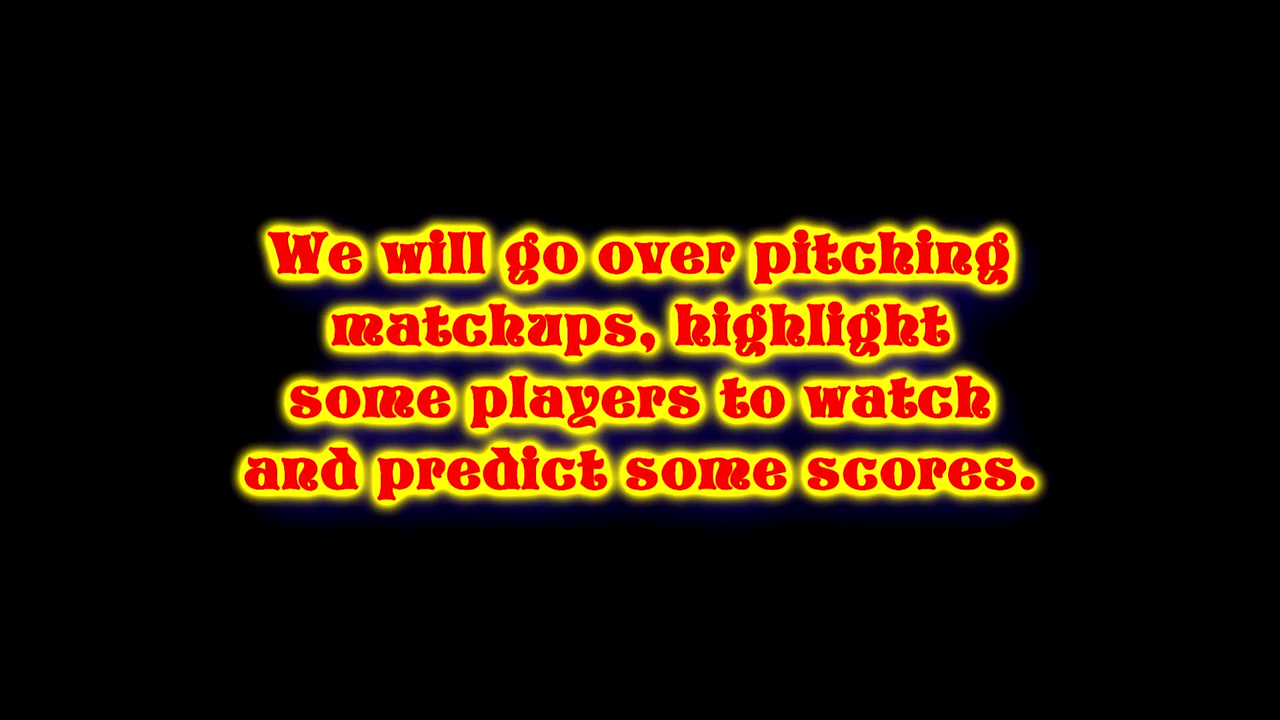 We will go over pitching
matchups, highlight
some players to watch
and predict some scores.